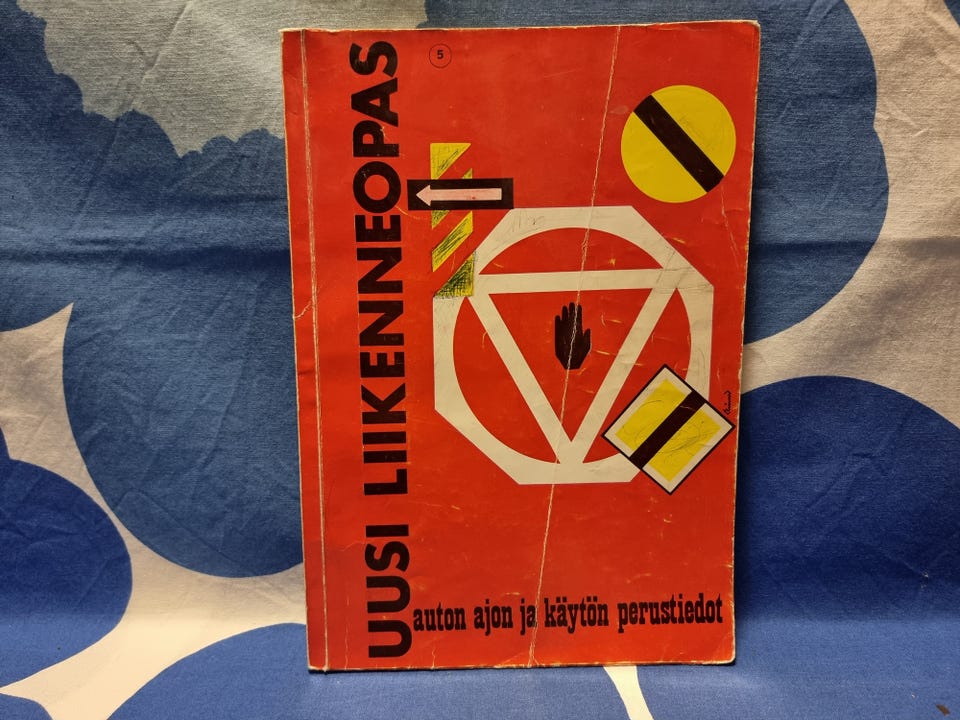 5
UUSI LIIKENNEOPAS
auton ajon ja käytön perustiedot